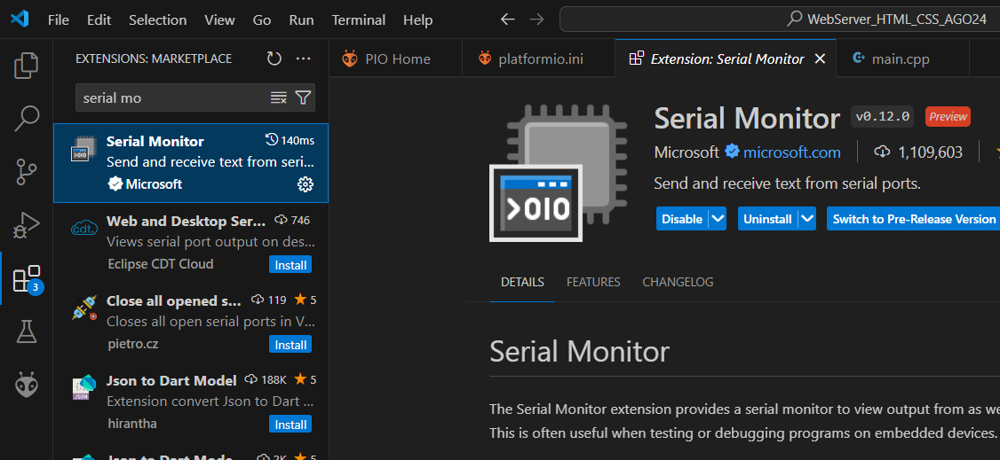 File Edit Selection View Go Run Terminal Help
WebServer_HTML_CSS_AGO24
EXTENSIONS: MARKETPLACE
serial mo
Serial Monitor 140ms
Send and receive text from seri...
Microsoft
Web and Desktop Ser... 746
Views serial port output on des...
Eclipse CDT Cloud Install
Close all opened s... 119 5
Closes all open serial ports in V...
pietro.cz Install
Json to Dart Model 188K 5
Extension convert Json to Dart ...
hirantha Install
Json to Dart Mode... 2K 5
3
cdt.
JSON
PIO Home platformio.ini Extension: Serial Monitor main.cpp
>OIO
Serial Monitor v0.12.0 Preview
Microsoft microsoft.com 1,109,603
Send and receive text from serial ports.
Disable Uninstall Switch to Pre-Release Version
DETAILS FEATURES CHANGELOG
Serial Monitor
The Serial Monitor extension provides a serial monitor to view output from as we
This is often useful when testing or debugging programs on embedded devices.